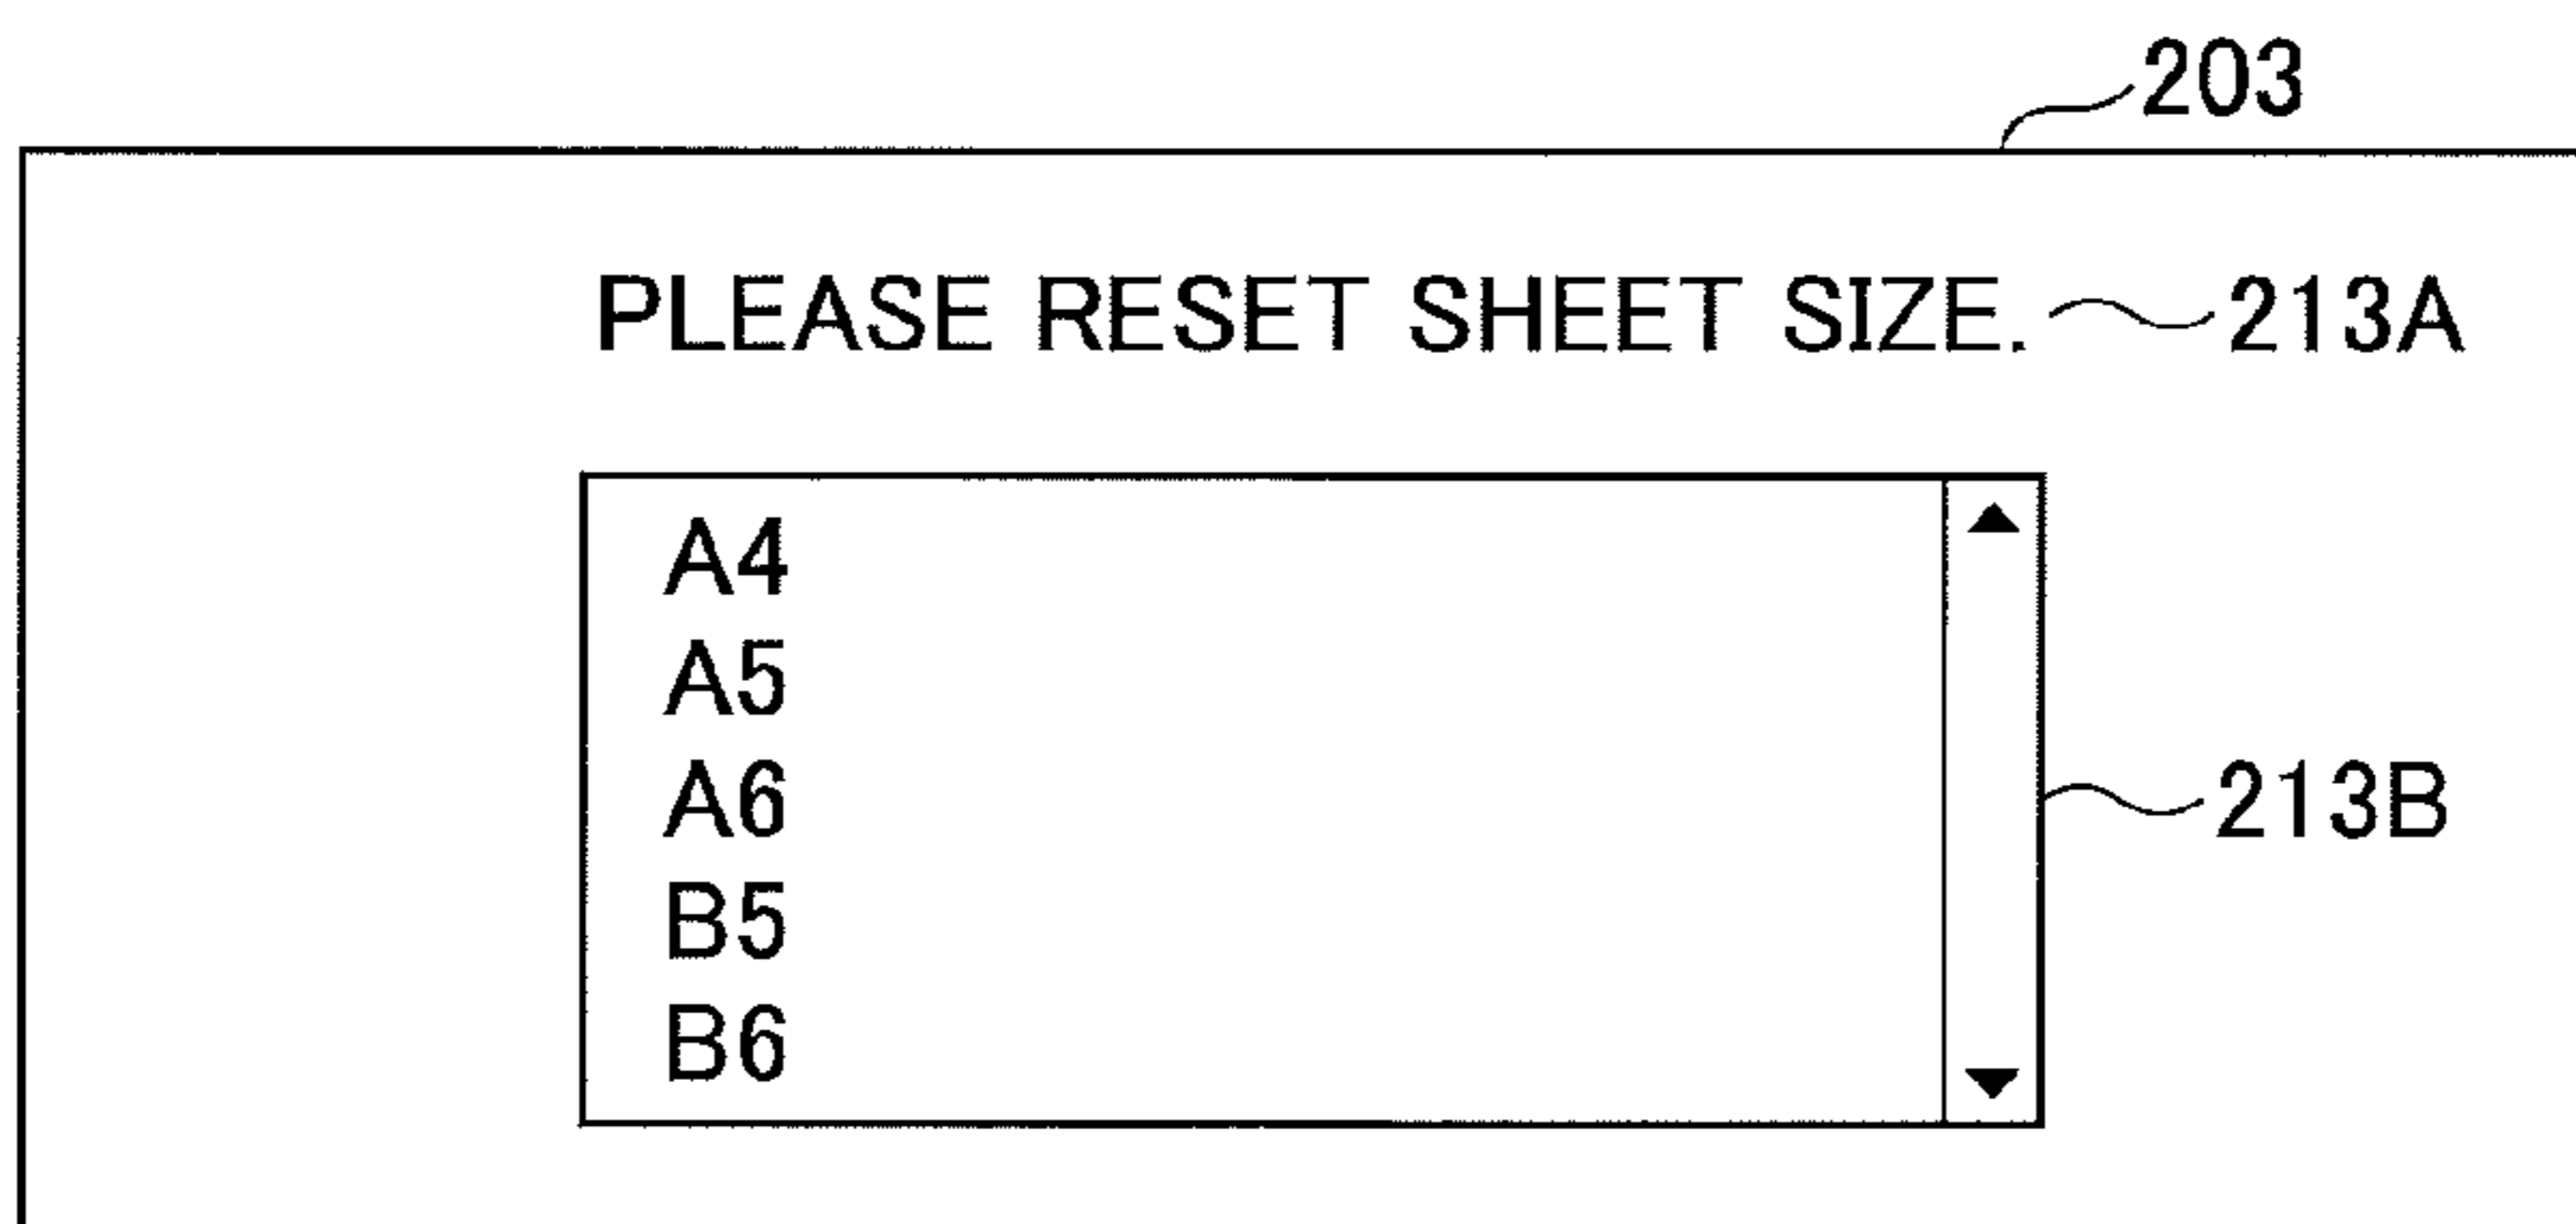 203
PLEASE RESET SHEET SIZE. 213A
A4
A5
A6
213B
B5
B6